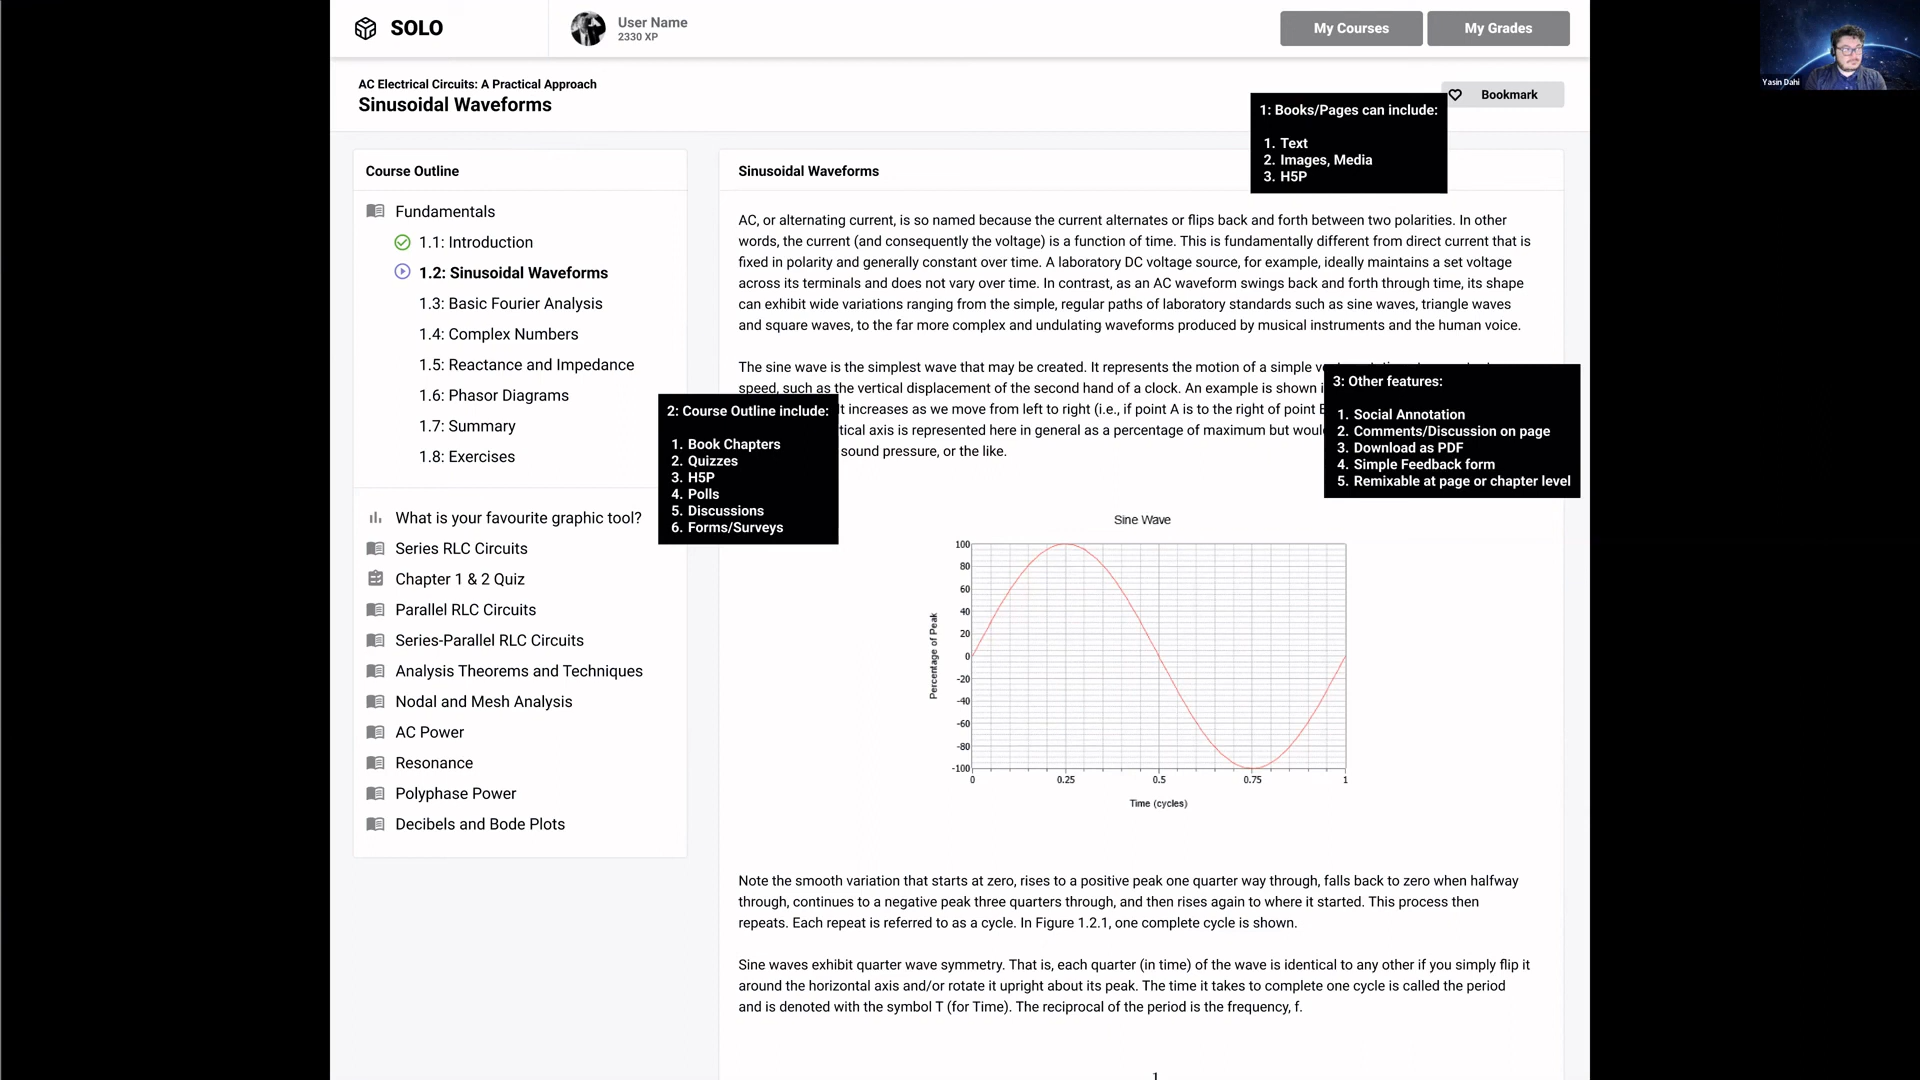 SOLO
User Name
2330 XP
My Courses
My Grades
Yasin Dahi
AC Electrical Circuits: A Practical Approach
Sinusoidal Waveforms
Bookmark
1: Books/Pages can include:
1. Text
2. Images, Media
3. H5P
Course Outline
Fundamentals
1.1: Introduction
1.2: Sinusoidal Waveforms
1.3: Basic Fourier Analysis
1.4: Complex Numbers
1.5: Reactance and Impedance
1.6: Phasor Diagrams
1.7: Summary
1.8: Exercises
What is your favourite graphic tool?
Series RLC Circuits
Chapter 1 & 2 Quiz
Parallel RLC Circuits
Series-Parallel RLC Circuits
Analysis Theorems and Techniques
Nodal and Mesh Analysis
AC Power
Resonance
Polyphase Power
Decibels and Bode Plots
2: Course Outline include:
1. Book Chapters
2. Quizzes
3. H5P
4. Polls
5. Discussions
6. Forms/Surveys
Sinusoidal Waveforms
AC, or alternating current, is so named because the current alternates or flips back and forth between two polarities. In other
words, the current (and consequently the voltage) is a function of time. This is fundamentally different from direct current that is
fixed in polarity and generally constant over time. A laboratory DC voltage source, for example, ideally maintains a set voltage
across its terminals and does not vary over time. In contrast, as an AC waveform swings back and forth through time, its shape
can exhibit wide variations ranging from the simple, regular paths of laboratory standards such as sine waves, triangle waves
and square waves, to the far more complex and undulating waveforms produced by musical instruments and the human voice.
The sine wave is the simplest wave that may be created. It represents the motion of a simple
speed, such as the vertical displacement of the second hand of a clock. An example is shown
It increases as we move from left to right (i.e., if point A is to the right of point
tical axis is represented here in general as a percentage of maximum but
sound pressure, or the like.
3: Other features:
1. Social Annotation
2. Comments/Discussion on page
3. Download as PDF
4. Simple Feedback form
5. Remixable at page or chapter level
Sine Wave
Percentage of Peak
100
80
60
40
20
0
-20
-40
-60
-80
-100
0 0.25 0.5 0.75 1
Time (cycles)
Note the smooth variation that starts at zero, rises to a positive peak one quarter way through, falls back to zero when halfway
through, continues to a negative peak three quarters through, and then rises again to where it started. This process then
repeats. Each repeat is referred to as a cycle. In Figure 1.2.1, one complete cycle is shown.
Sine waves exhibit quarter wave symmetry. That is, each quarter (in time) of the wave is identical to any other if you simply flip it
around the horizontal axis and/or rotate it upright about its peak. The time it takes to complete one cycle is called the period
and is denoted with the symbol T (for Time). The reciprocal of the period is the frequency, f.